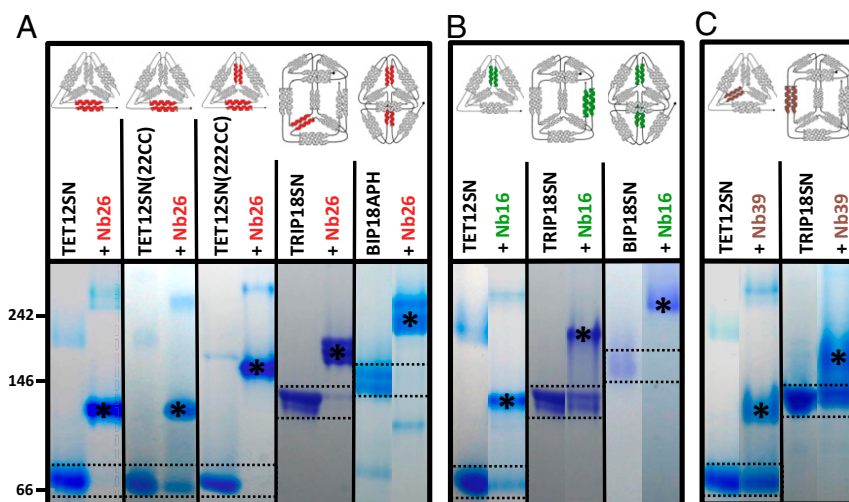 A
B
C
TET12SN
+ Nb26
TET12SN(22CC)
+ Nb26
TET12SN(222CC)
+ Nb26
TRIP18SN
+ Nb26
BIP18APH
+ Nb26
TET12SN
+ Nb16
TRIP18SN
+ Nb16
BIP18SN
+ Nb16
TET12SN
+ Nb39
TRIP18SN
+ Nb39
242
146
66
*
*
*
*
*
*
*
*
*
*